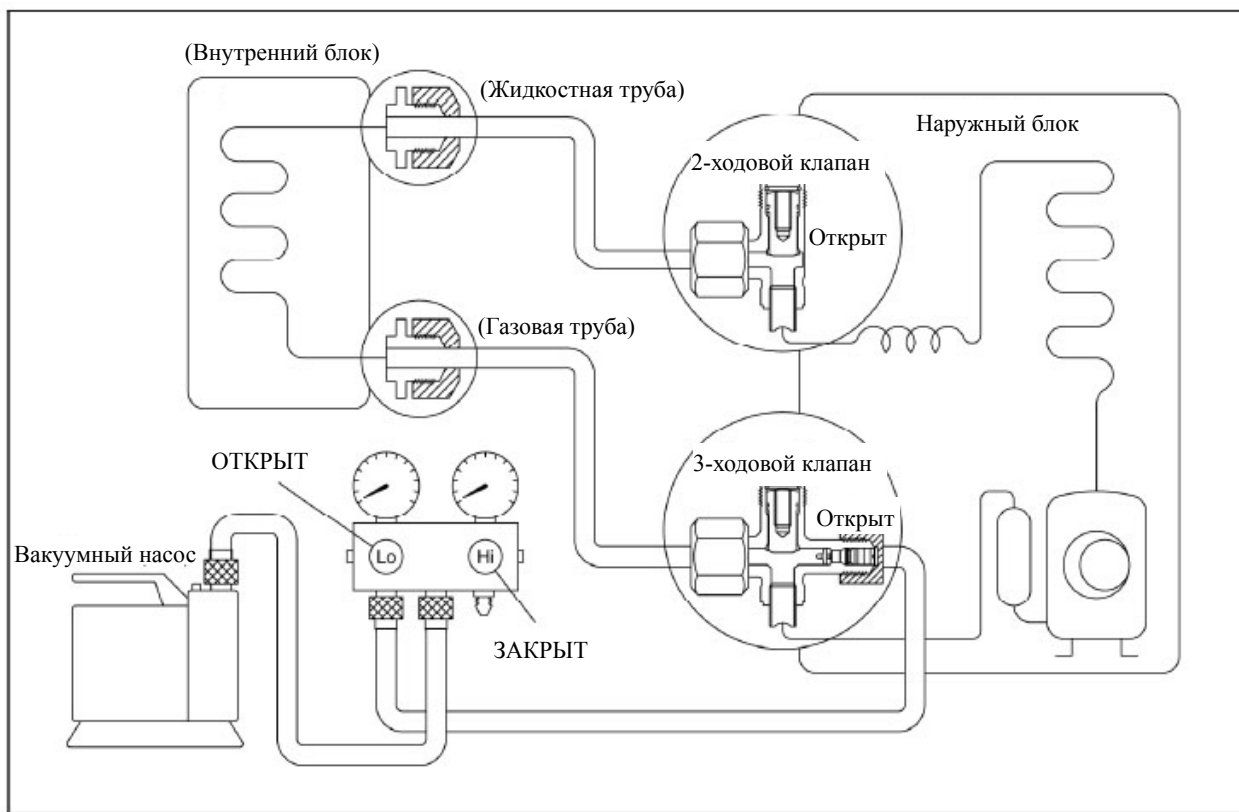 (Внутренний блок)
(Жидкостная труба)
Наружный блок
2-ходовой клапан
Открыт
(Газовая труба)
ОТКРЫТ
3-ходовой клапан
Открыт
Вакуумный насос
Lo
Hi
ЗАКРЫТ